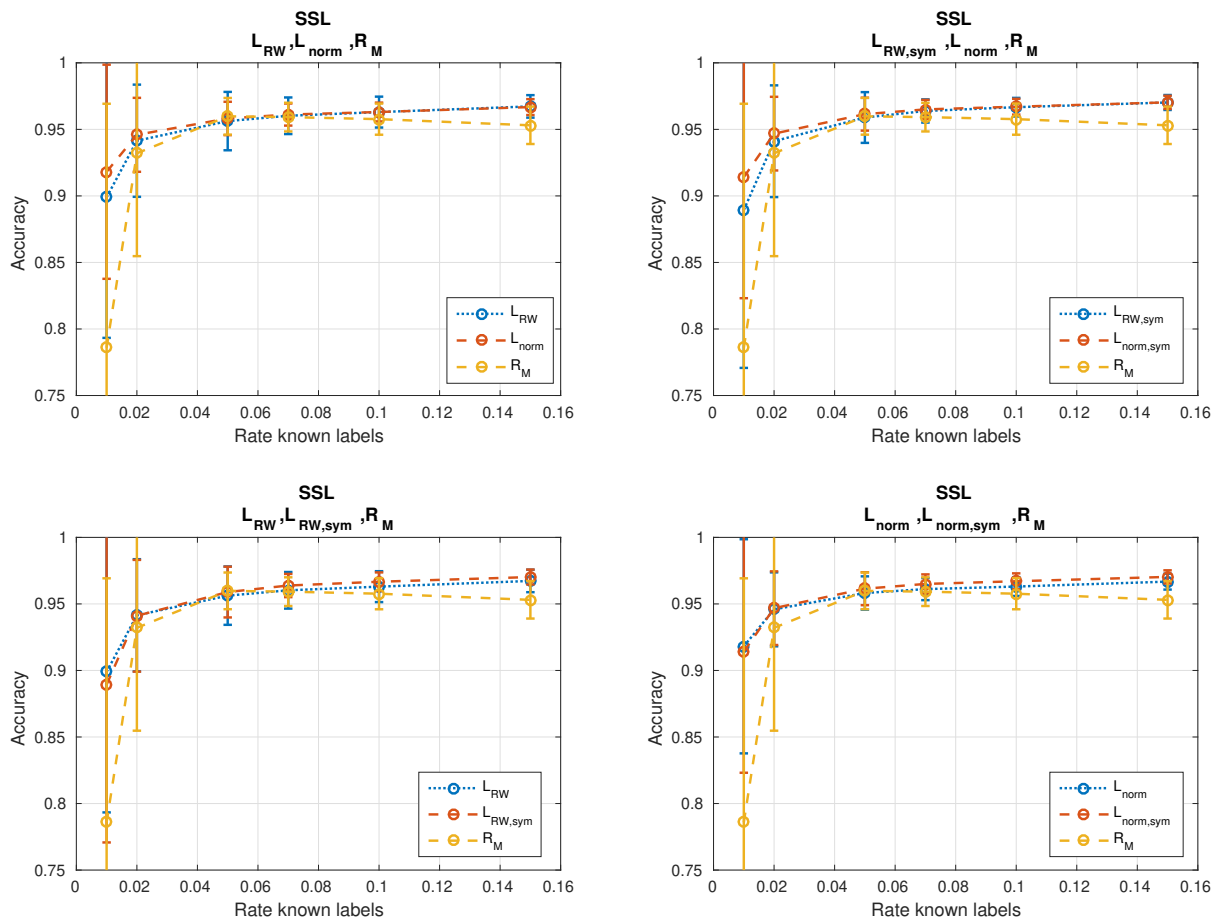 SSL
L_RW ,L_norm ,R_M
1
0.95
0.9
0.85
0.8
0.75
Accuracy
0 0.02 0.04 0.06 0.08 0.1 0.12 0.14 0.16
Rate known labels
L_RW
L_norm
R_M
SSL
L_RW,sym ,L_norm ,R_M
1
0.95
0.9
0.85
0.8
0.75
Accuracy
0 0.02 0.04 0.06 0.08 0.1 0.12 0.14 0.16
Rate known labels
L_RW,sym
L_norm,sym
R_M
SSL
L_RW ,L_RW,sym ,R_M
1
0.95
0.9
0.85
0.8
0.75
Accuracy
0 0.02 0.04 0.06 0.08 0.1 0.12 0.14 0.16
Rate known labels
L_RW
L_RW,sym
R_M
SSL
L_norm ,L_norm,sym ,R_M
1
0.95
0.9
0.85
0.8
0.75
Accuracy
0 0.02 0.04 0.06 0.08 0.1 0.12 0.14 0.16
Rate known labels
L_norm
L_norm,sym
R_M